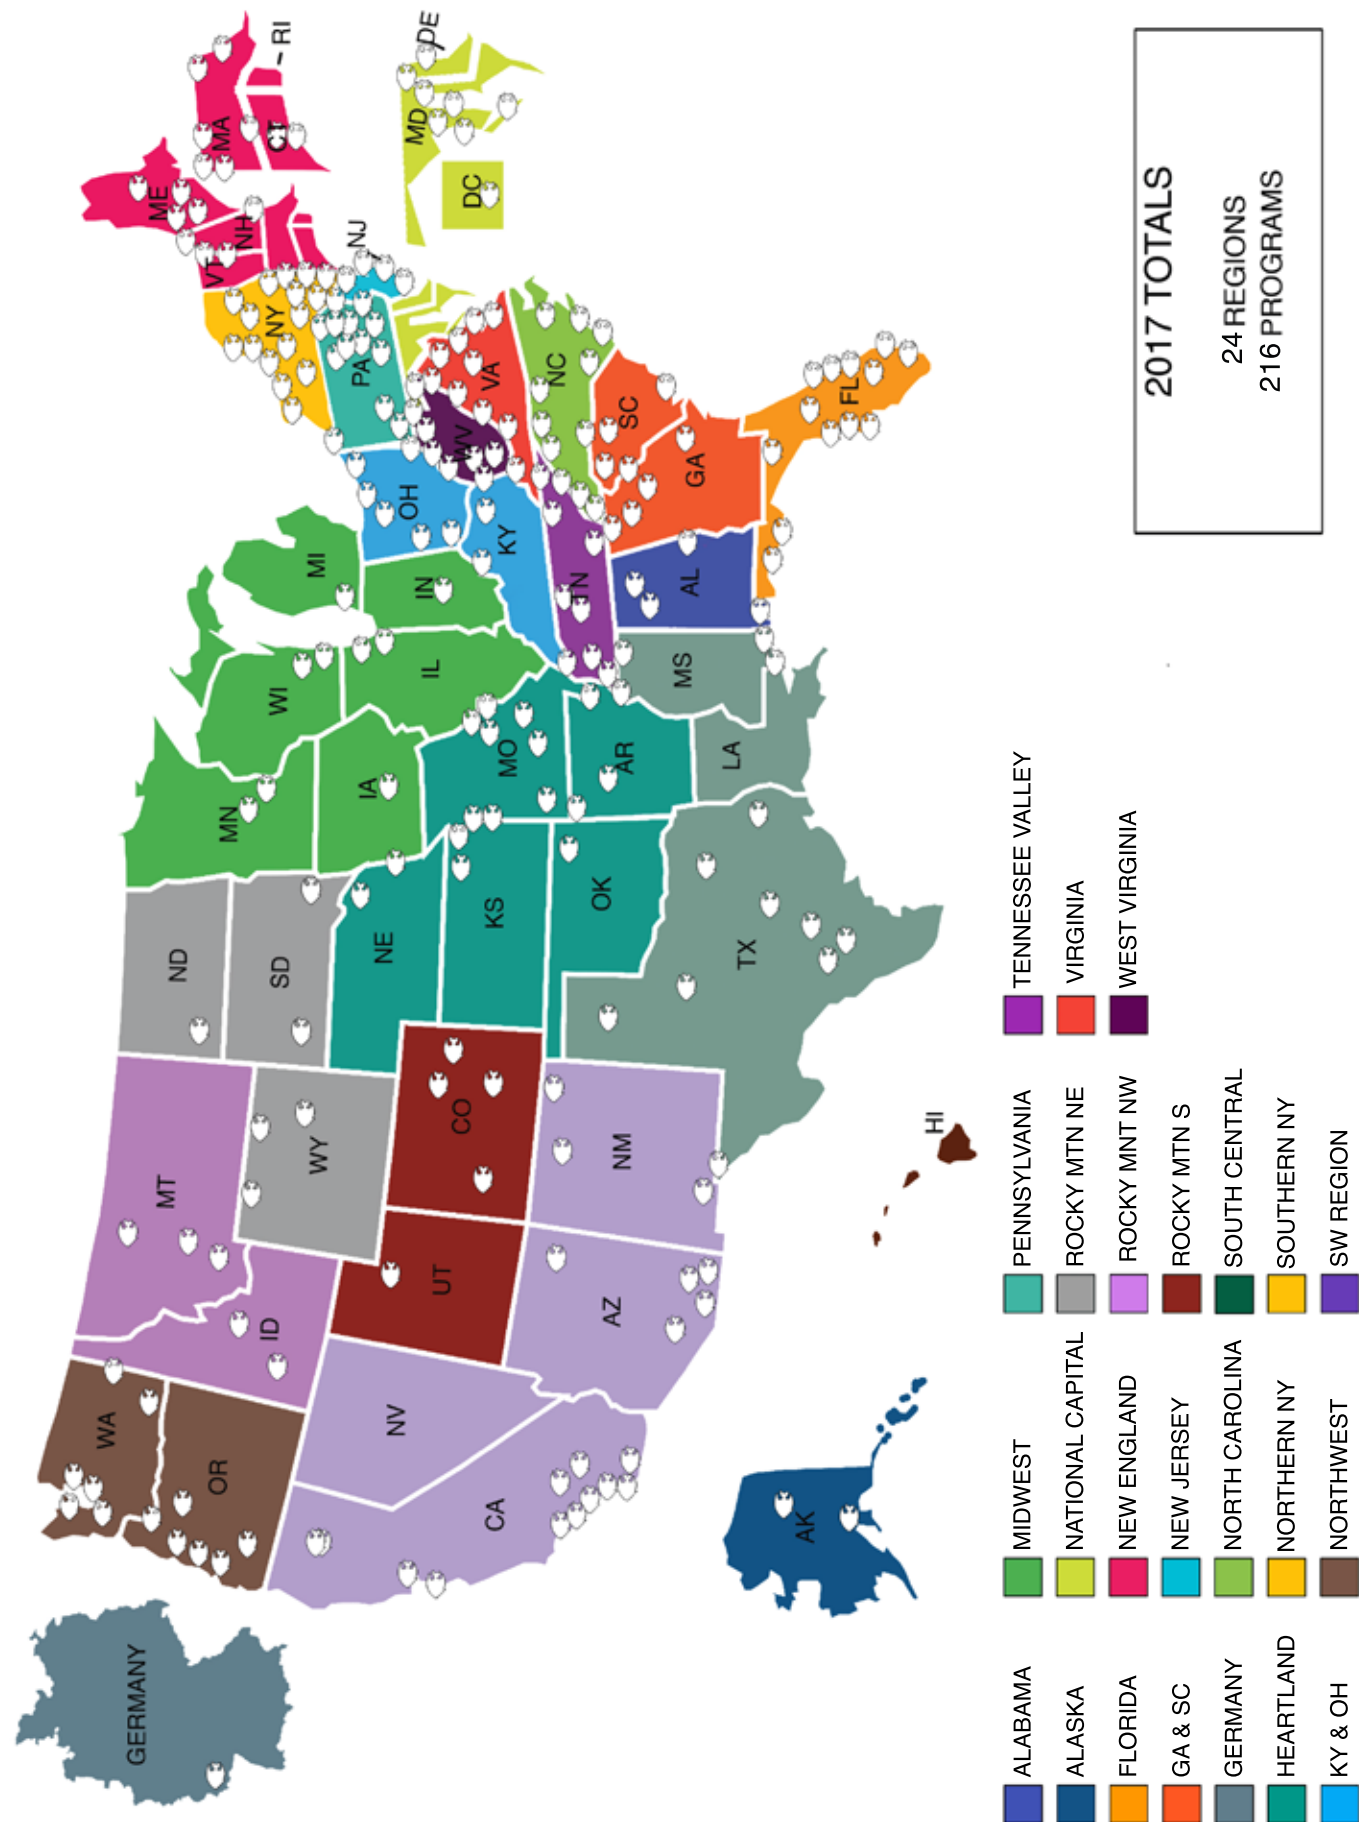 GERMANY
WA
OR
CA
NV
ID
MT
WY
UT
AZ
CO
NM
ND
SD
NE
KS
OK
TX
MN
IA
MO
AR
LA
WI
IL
MS
MI
IN
OH
KY
TN
AL
WV
VA
NC
SC
GA
FL
PA
NY
NJ
VT
NH
ME
MA
CT
RI
MD
DE
DC
AK
HI
2017 TOTALS
24 REGIONS
216 PROGRAMS
ALABAMA
ALASKA
FLORIDA
GA & SC
GERMANY
HEARTLAND
KY & OH
MIDWEST
NATIONAL CAPITAL
NEW ENGLAND
NEW JERSEY
NORTH CAROLINA
NORTHERN NY
NORTHWEST
PENNSYLVANIA
ROCKY MTN NE
ROCKY MNT NW
ROCKY MTN S
SOUTH CENTRAL
SOUTHERN NY
SW REGION
TENNESSEE VALLEY
VIRGINIA
WEST VIRGINIA